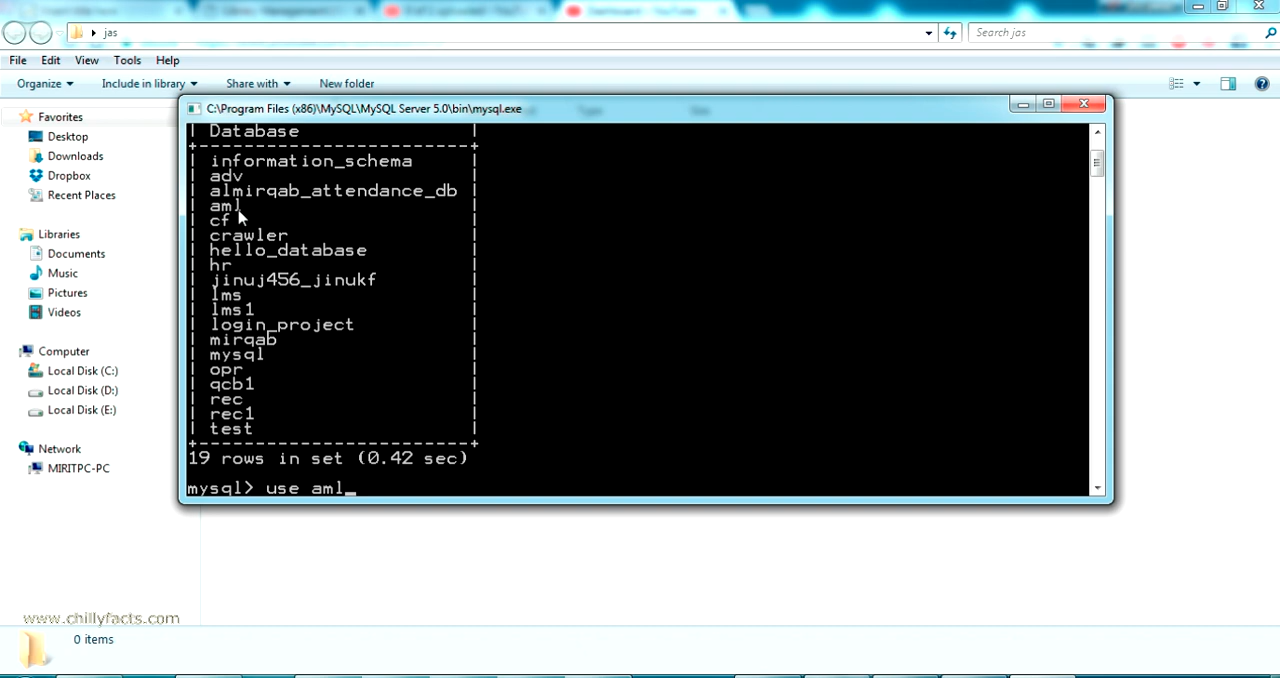 jas
Search jas
File Edit View Tools Help
Organize Include in library Share with New folder
Favorites
Desktop
Downloads
Dropbox
Recent Places
Libraries
Documents
Music
Pictures
Videos
Computer
Local Disk (C:)
Local Disk (D:)
Local Disk (E:)
Network
MIRITPC-PC
C:\Program Files (x86)\MySQL\MySQL Server 5.0\bin\mysql.exe
| Database |
+------------------------+
| information_schema |
| adv |
| almirqab_attendance_db |
| aml |
| cf |
| crawler |
| hello_database |
| hr |
| jinuj456_jinukf |
| lms |
| lms1 |
| login_project |
| mirqab |
| mysql |
| opr |
| qcb1 |
| rec |
| rec1 |
| test |
+------------------------+
19 rows in set (0.42 sec)
mysql> use aml_
www.chillyfacts.com
0 items